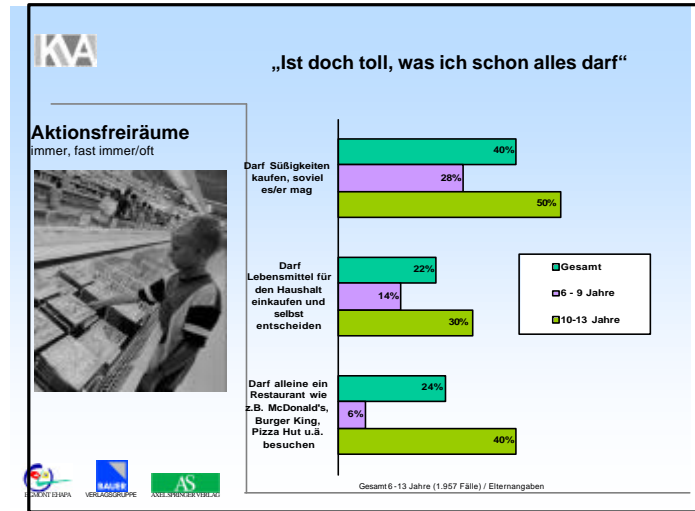 KVA
„Ist doch toll, was ich schon alles darf“
Aktionsfreiräume
immer, fast immer/oft
Darf Süßigkeiten
kaufen, soviel
es/er mag
40%
28%
50%
Darf
Lebensmittel für
den Haushalt
einkaufen und
selbst
entscheiden
22%
14%
30%
Darf alleine ein
Restaurant wie
z.B. McDonald's,
Burger King,
Pizza Hut u.ä.
besuchen
24%
6%
40%
Gesamt
6 - 9 Jahre
10-13 Jahre
Gesamt 6 -13 Jahre (1.957 Fälle) / Elternangaben
EGMONT EHAPA
BAUER
VERLAGSGRUPPE
AS
AXEL SPRINGER VERLAG